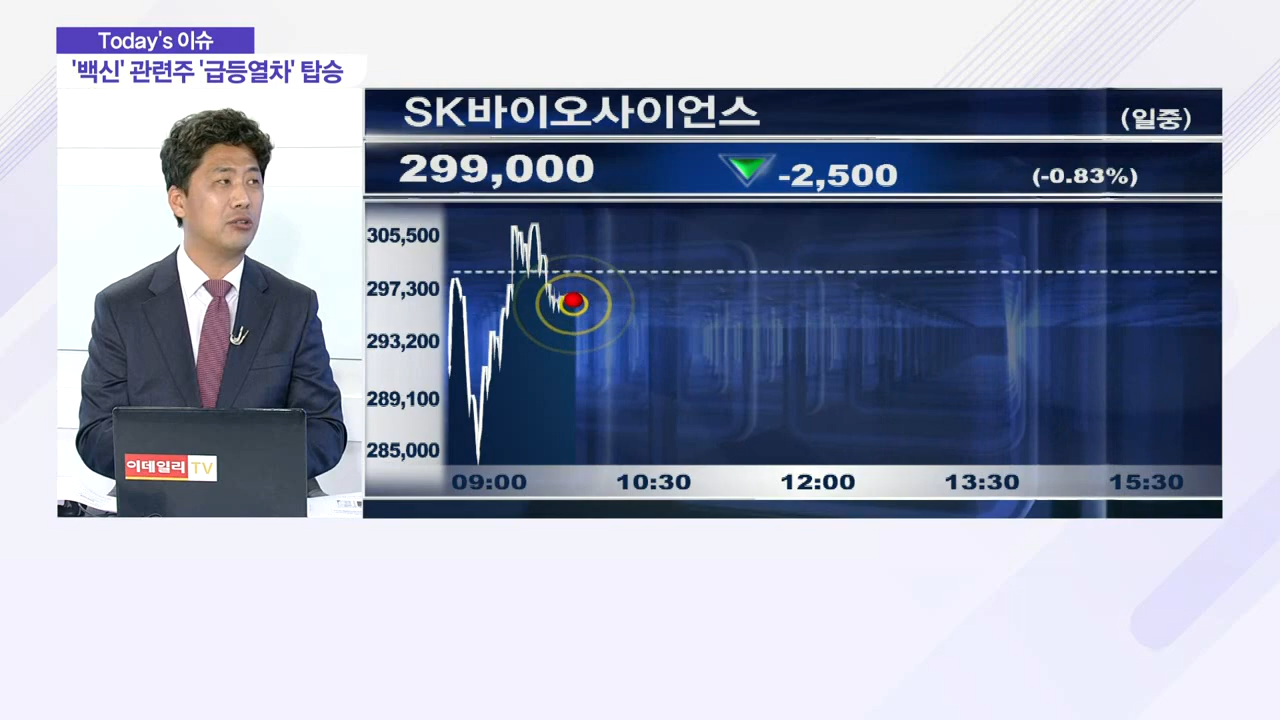 Today's 이슈
'백신' 관련주 '급등열차' 탑승
SK바이오사이언스 (일중)
299,000 -2,500 (-0.83%)
305,500
297,300
293,200
289,100
285,000
09:00 10:30 12:00 13:30 15:30
이데일리 TV